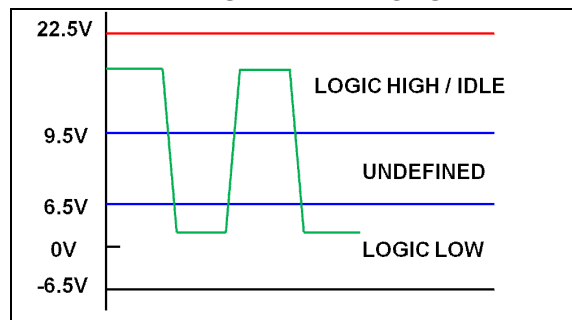 22.5V
LOGIC HIGH / IDLE
9.5V
UNDEFINED
6.5V
0V
LOGIC LOW
-6.5V